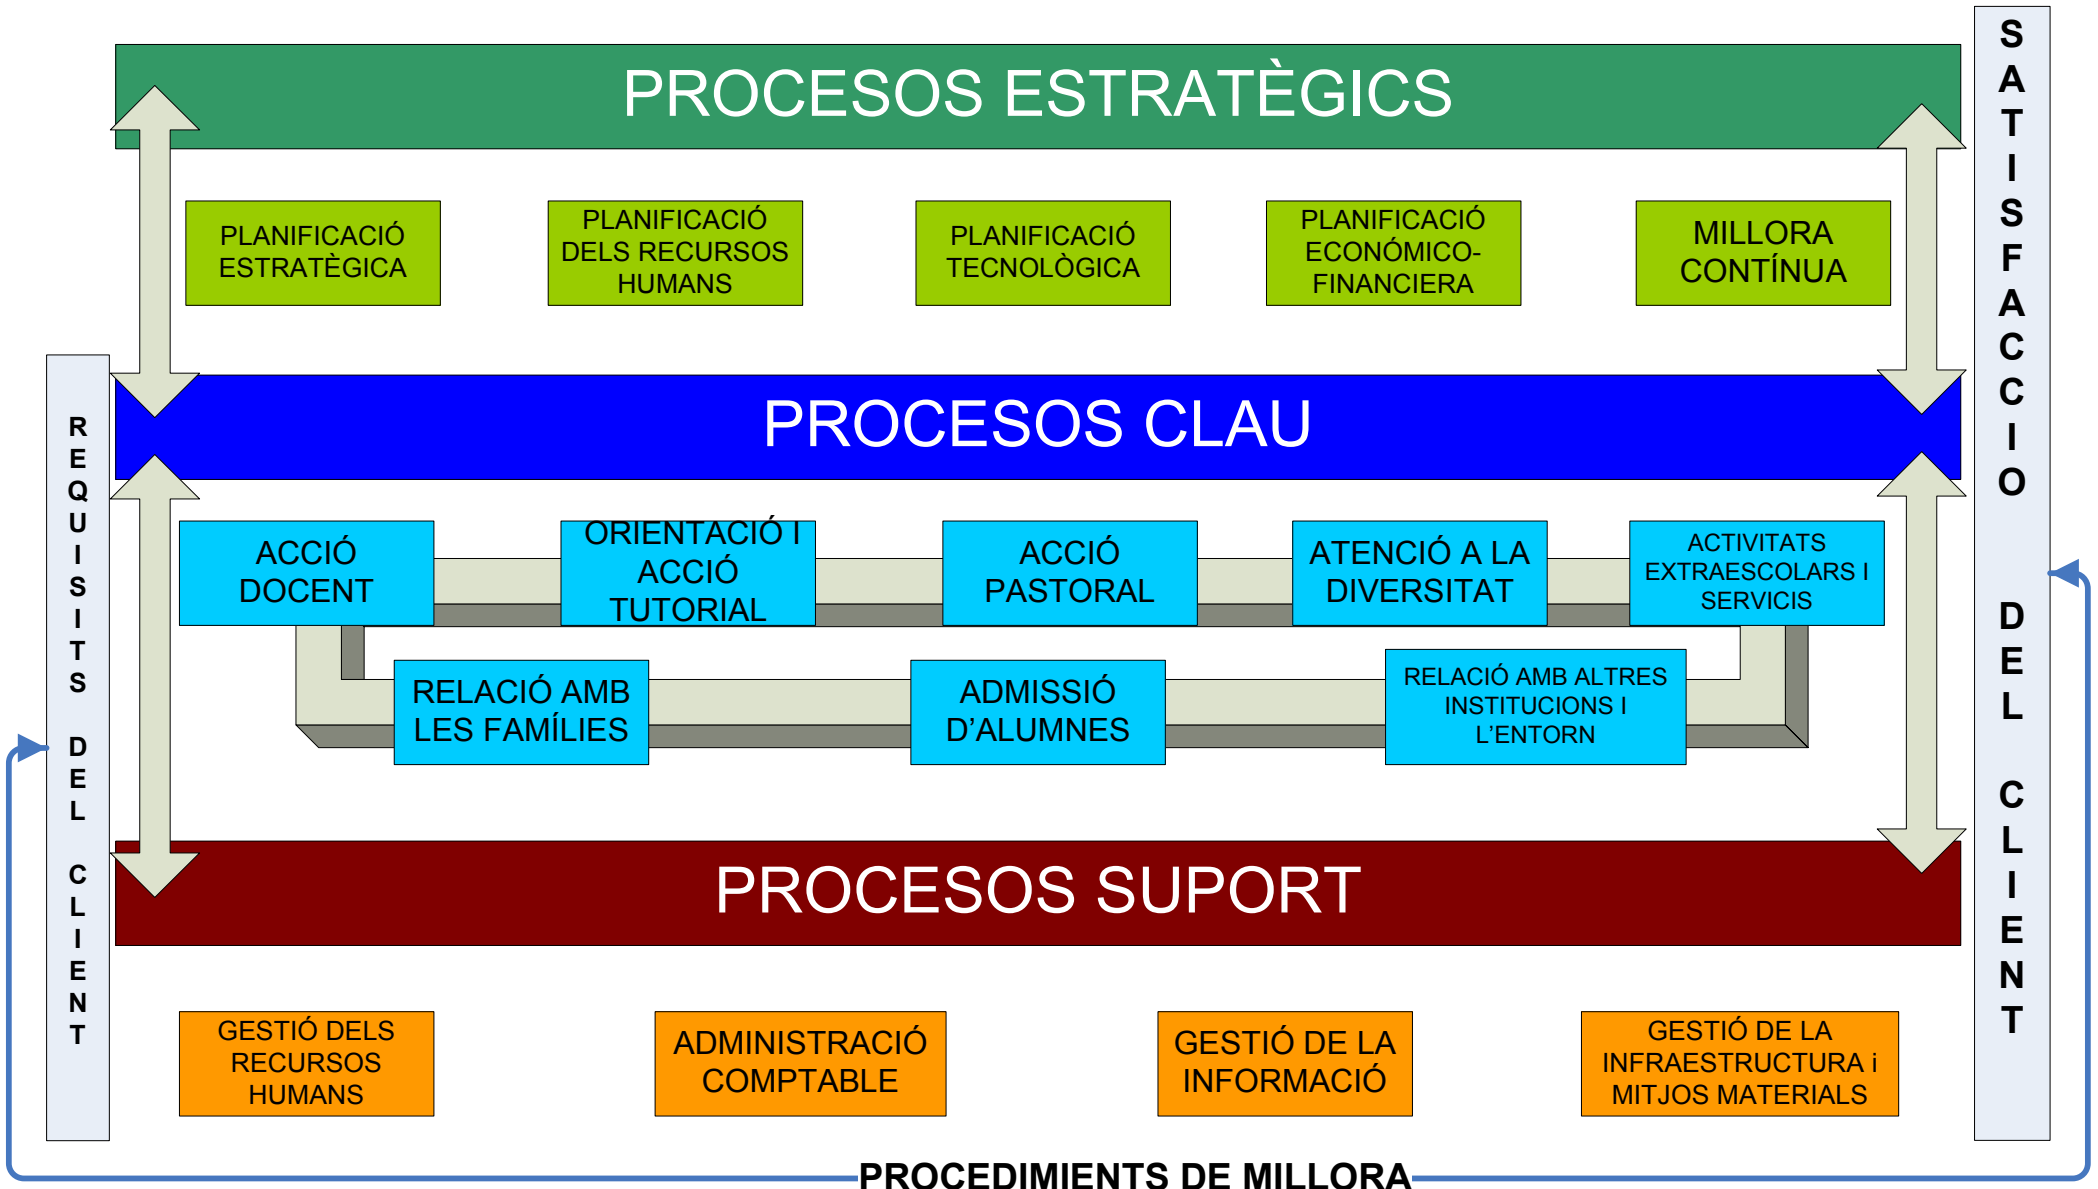 PROCESOS ESTRATÈGICS
PLANIFICACIÓ
ESTRATÈGICA
PLANIFICACIÓ
DELS RECURSOS
HUMANS
PLANIFICACIÓ
TECNOLÒGICA
PLANIFICACIÓ
ECONÓMICO-
FINANCIERA
MILLORA
CONTÍNUA
PROCESOS CLAU
ACCIÓ
DOCENT
ORIENTACIÓ I
ACCIÓ
TUTORIAL
ACCIÓ
PASTORAL
ATENCIÓ A LA
DIVERSITAT
ACTIVITATS
EXTRAESCOLARS I
SERVICIS
RELACIÓ AMB
LES FAMÍLIES
ADMISSIÓ
D'ALUMNES
RELACIÓ AMB ALTRES
INSTITUCIONS I
L'ENTORN
PROCESOS SUPORT
GESTIÓ DELS
RECURSOS
HUMANS
ADMINISTRACIÓ
COMPTABLE
GESTIÓ DE LA
INFORMACIÓ
GESTIÓ DE LA
INFRAESTRUCTURA i
MITJOS MATERIALS
REQUISITS DEL CLIENT
SATISFACCIO DEL CLIENT
PROCEDIMIENTS DE MILLORA